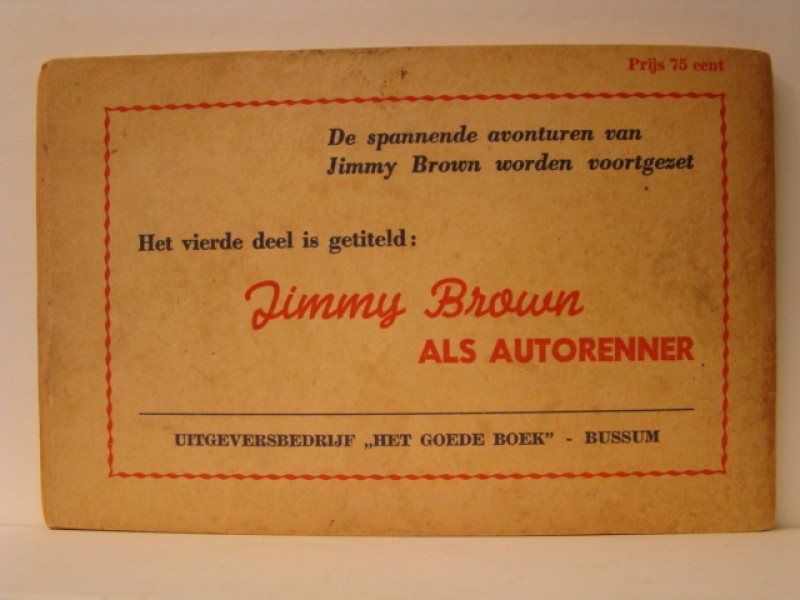 Prijs 75 cent
De spannende avonturen van
Jimmy Brown worden voortgezet
Het vierde deel is getiteld:
Jimmy Brown
ALS AUTORENNER
UITGEVERSBEDRIJF „HET GOEDE BOEK” - BUSSUM